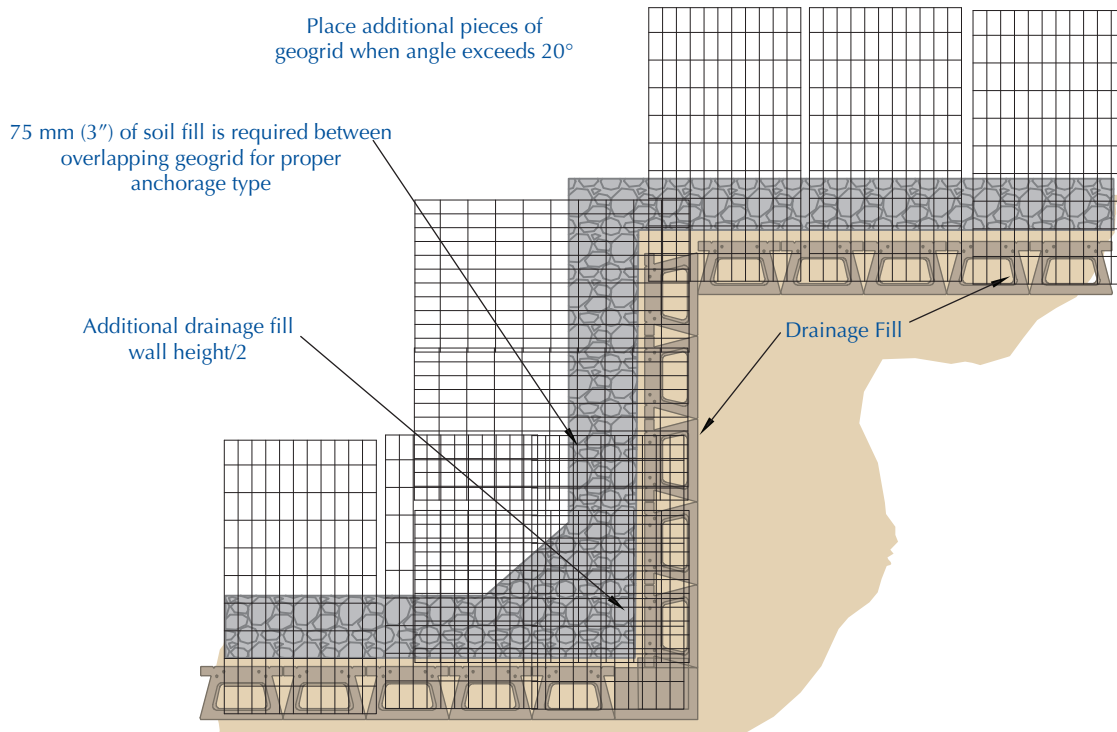 Place additional pieces of
geogrid when angle exceeds 20°
75 mm (3″) of soil fill is required between
overlapping geogrid for proper
anchorage type
Additional drainage fill
wall height/2
Drainage Fill